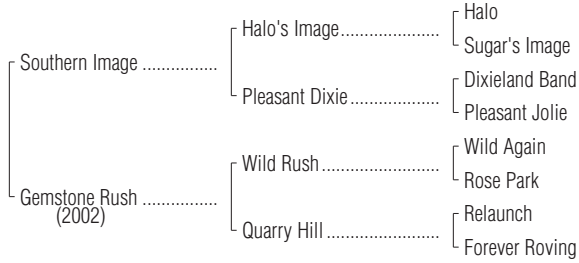 Halo
Halo's Image....................
Sugar's Image
Southern Image ...............
Dixieland Band
Pleasant Dixie ..................
Pleasant Jolie
Wild Again
Wild Rush ........................
Rose Park
Gemstone Rush ...............
(2002)
Relaunch
Quarry Hill .......................
Forever Roving